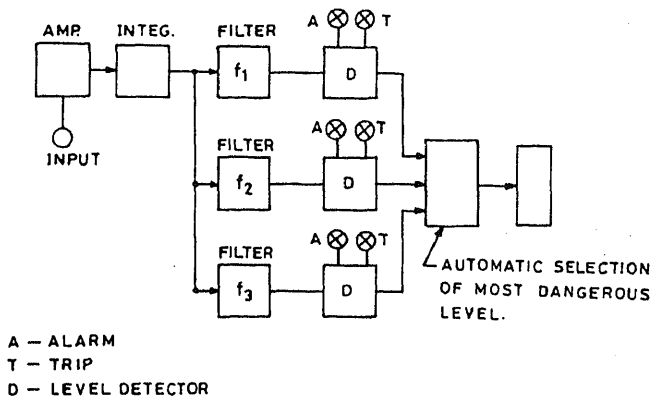 AMP. INTEG. FILTER A T
f1 D
INPUT
FILTER A T
f2 D
FILTER A T
f3 D
AUTOMATIC SELECTION
OF MOST DANGEROUS
LEVEL.
A — ALARM
T — TRIP
D — LEVEL DETECTOR